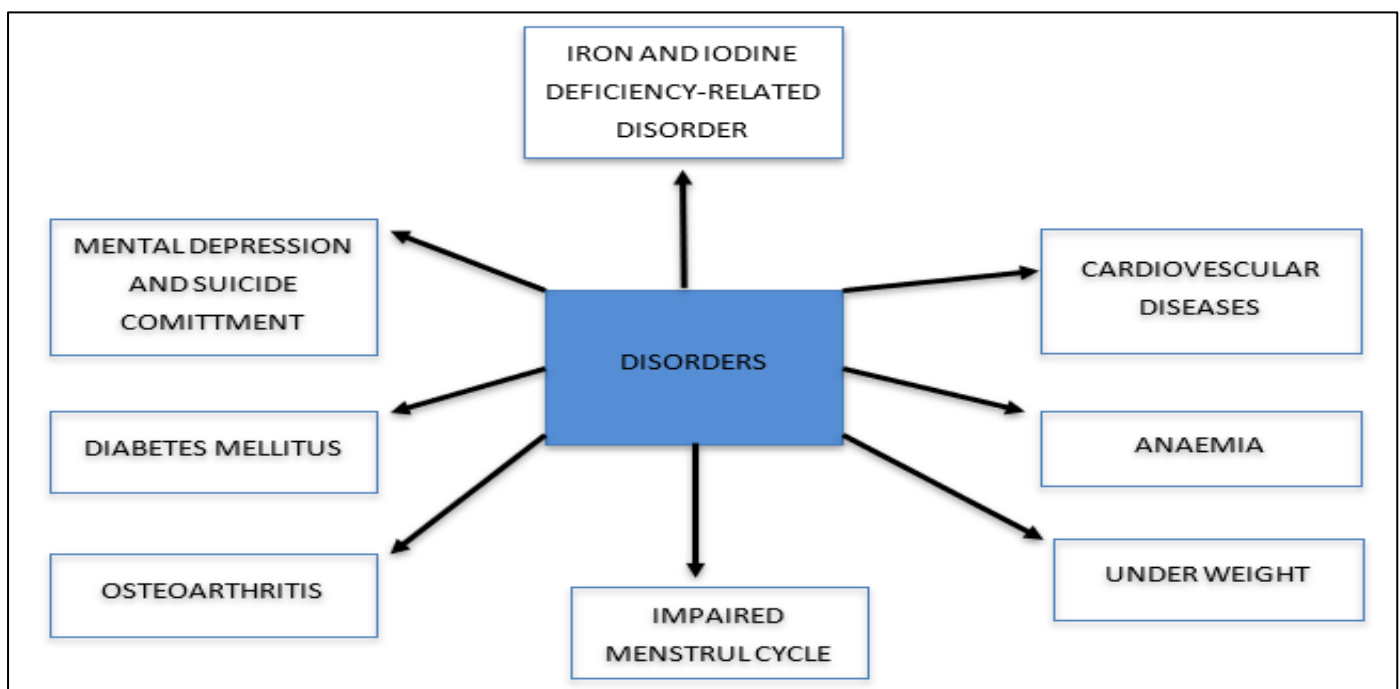 IRON AND IODINE
DEFICIENCY-RELATED
DISORDER
MENTAL DEPRESSION
AND SUICIDE
COMITTMENT
CARDIOVESCULAR
DISEASES
DISORDERS
DIABETES MELLITUS
ANAEMIA
OSTEOARTHRITIS
UNDER WEIGHT
IMPAIRED
MENSTRUL CYCLE